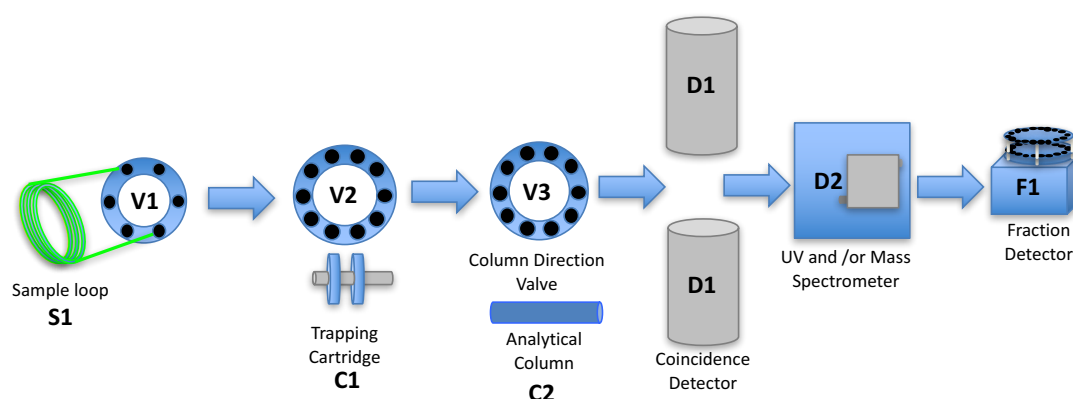 V1
Sample loop
S1
V2
Trapping
Cartridge
C1
V3
Column Direction
Valve
Analytical
Column
C2
D1
D1
Coincidence
Detector
D2
UV and /or Mass
Spectrometer
F1
Fraction
Detector